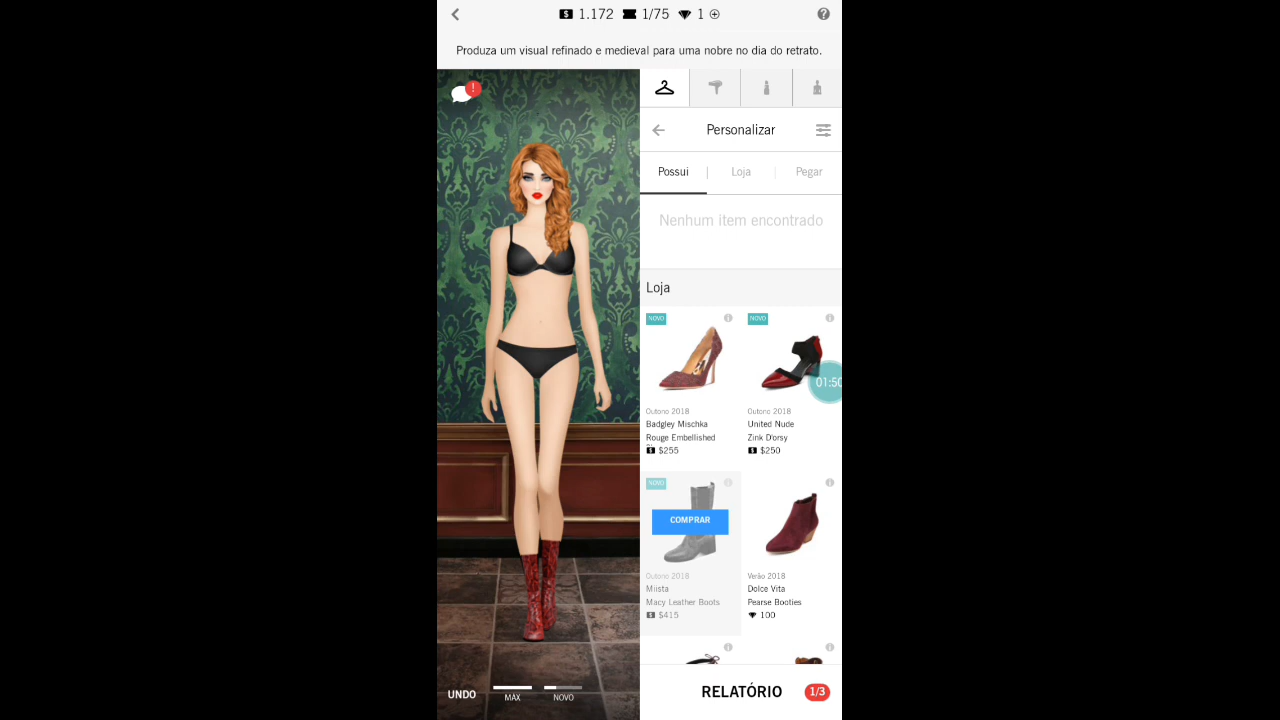 1.172 1/75 1
Produza um visual refinado e medieval para uma nobre no dia do retrato.
!
Personalizar
Possui Loja Pegar
Nenhum item encontrado
Loja
NOVO NOVO
01:50
Outono 2018 Outono 2018
Badgley Mischka United Nude
Rouge Embellished Zink D'orsy
$255 $250
NOVO
COMPRAR
Outono 2018 Verão 2018
Miista Dolce Vita
Macy Leather Boots Pearse Booties
$415 100
UNDO MÁX NOVO
RELATÓRIO 1/3